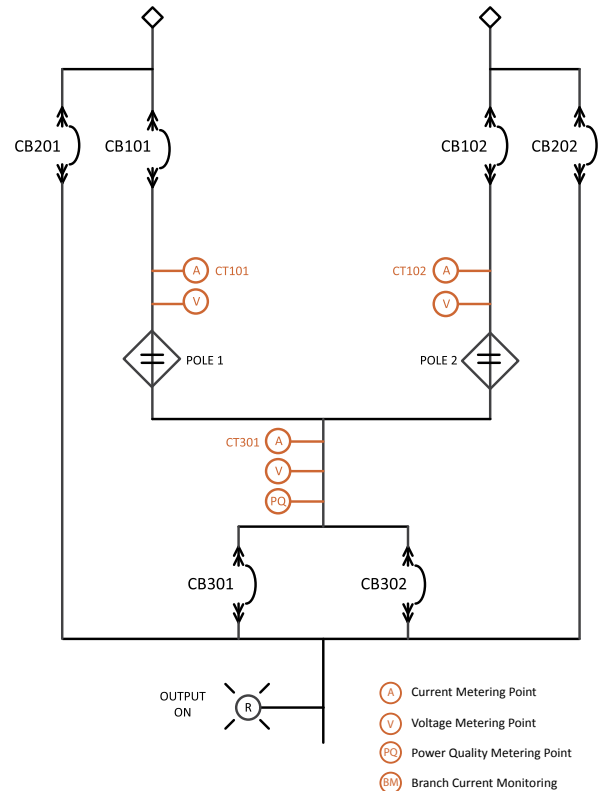 CB201
CB101
CB102
CB202
A
CT101
CT102
A
V
V
POLE 1
POLE 2
CT301
A
V
PQ
CB301
CB302
OUTPUT
ON
R
A Current Metering Point
V Voltage Metering Point
PQ Power Quality Metering Point
BM Branch Current Monitoring